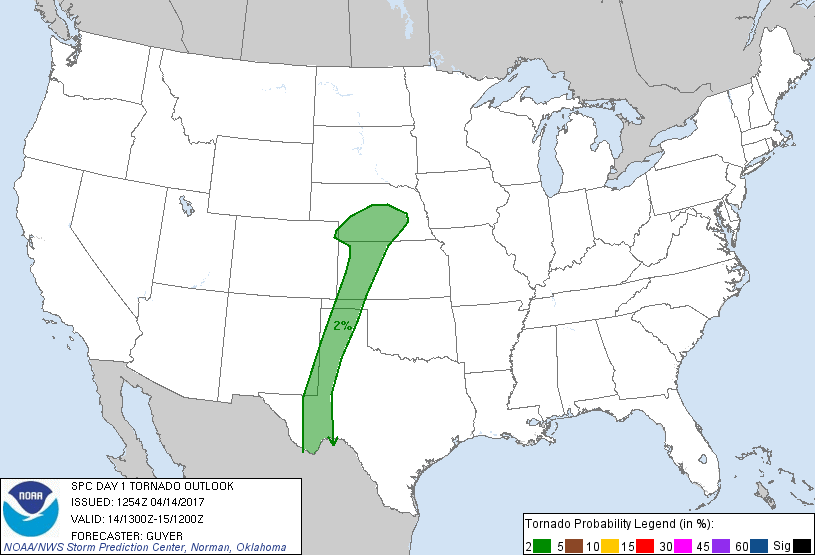 2%
SPC DAY 1 TORNADO OUTLOOK
ISSUED: 1254Z 04/14/2017
VALID: 14/1300Z-15/1200Z
FORECASTER: GUYER
NOAA/NWS Storm Prediction Center, Norman, Oklahoma
NOAA
Tornado Probability Legend (in %):
2 5 10 15 30 45 60 Sig